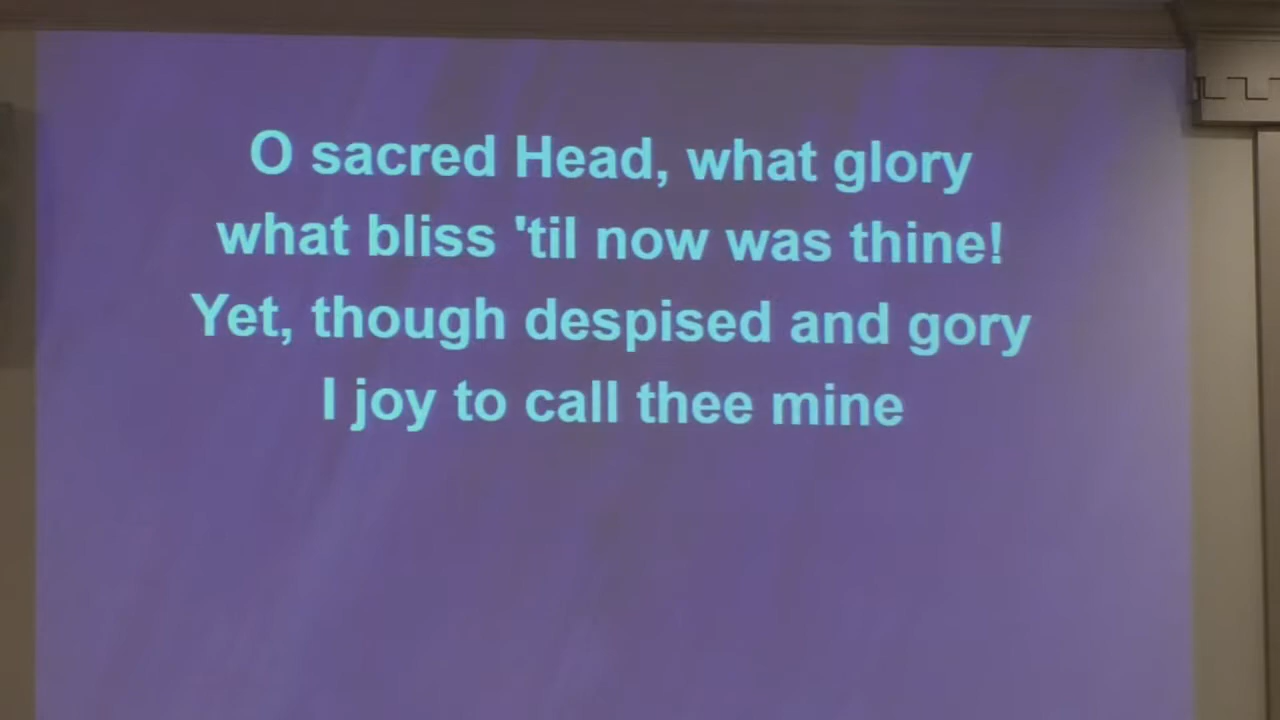 O sacred Head, what glory
what bliss 'til now was thine!
Yet, though despised and gory
I joy to call thee mine